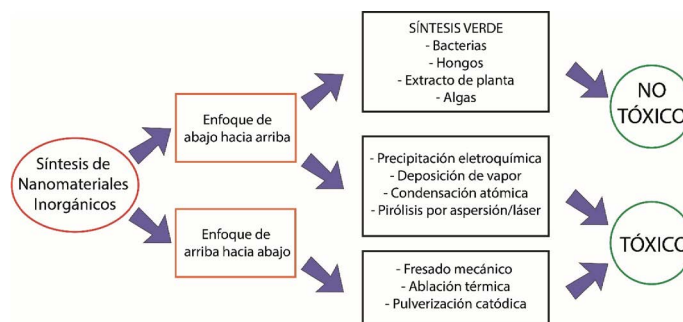 Síntesis de
Nanomateriales
Inorgánicos
Enfoque de
abajo hacia arriba
Enfoque de
arriba hacia abajo
SÍNTESIS VERDE
- Bacterias
- Hongos
- Extracto de planta
- Algas
- Precipitación eletroquímica
- Deposición de vapor
- Condensación atómica
- Pirólisis por aspersión/láser
- Fresado mecánico
- Ablación térmica
- Pulverización catódica
NO
TÓXICO
TÓXICO